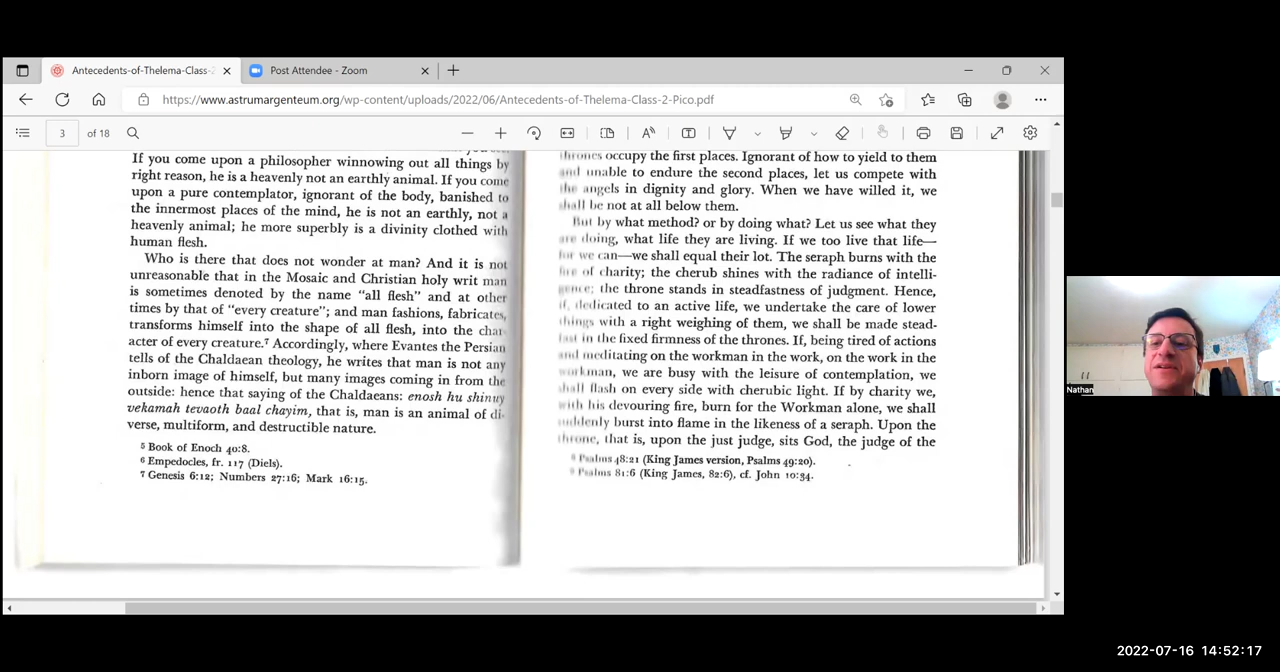 Antecedents-of-Thelema-Class-2
Post Attendee - Zoom
https://www.astrumargenteum.org/wp-content/uploads/2022/06/Antecedents-of-Thelema-Class-2-Pico.pdf
3 of 18
If you come upon a philosopher winnowing out all things by
right reason, he is a heavenly not an earthly animal. If you come
upon a pure contemplator, ignorant of the body, banished to
the innermost places of the mind, he is not an earthly, not a
heavenly animal; he more superbly is a divinity clothed with
human flesh.
Who is there that does not wonder at man? And it is not
unreasonable that in the Mosaic and Christian holy writ man
is sometimes denoted by the name “all flesh” and at other
times by that of “every creature”; and man fashions, fabricates,
transforms himself into the shape of all flesh, into the char-
acter of every creature.⁷ Accordingly, where Evantes the Persian
tells of the Chaldaean theology, he writes that man is not any
inborn image of himself, but many images coming in from the
outside: hence that saying of the Chaldaeans: enosh hu shinuy
vekamah tevaoth baal chayim, that is, man is an animal of di-
verse, multiform, and destructible nature.
⁵ Book of Enoch 40:8.
⁶ Empedocles, fr. 117 (Diels).
⁷ Genesis 6:12; Numbers 27:16; Mark 16:15.
thrones occupy the first places. Ignorant of how to yield to them
and unable to endure the second places, let us compete with
the angels in dignity and glory. When we have willed it, we
shall be not at all below them.
But by what method? or by doing what? Let us see what they
are doing, what life they are living. If we too live that life—
for we can—we shall equal their lot. The seraph burns with the
fire of charity; the cherub shines with the radiance of intelli-
gence; the throne stands in steadfastness of judgment. Hence,
if, dedicated to an active life, we undertake the care of lower
things with a right weighing of them, we shall be made stead-
fast in the fixed firmness of the thrones. If, being tired of actions
and meditating on the workman in the work, on the work in the
workman, we are busy with the leisure of contemplation, we
shall flash on every side with cherubic light. If by charity we,
with his devouring fire, burn for the Workman alone, we shall
suddenly burst into flame in the likeness of a seraph. Upon the
throne, that is, upon the just judge, sits God, the judge of the
⁸ Psalms 48:21 (King James version, Psalms 49:20).
⁹ Psalms 81:6 (King James, 82:6), cf. John 10:34.
Nathan
2022-07-16 14:52:17